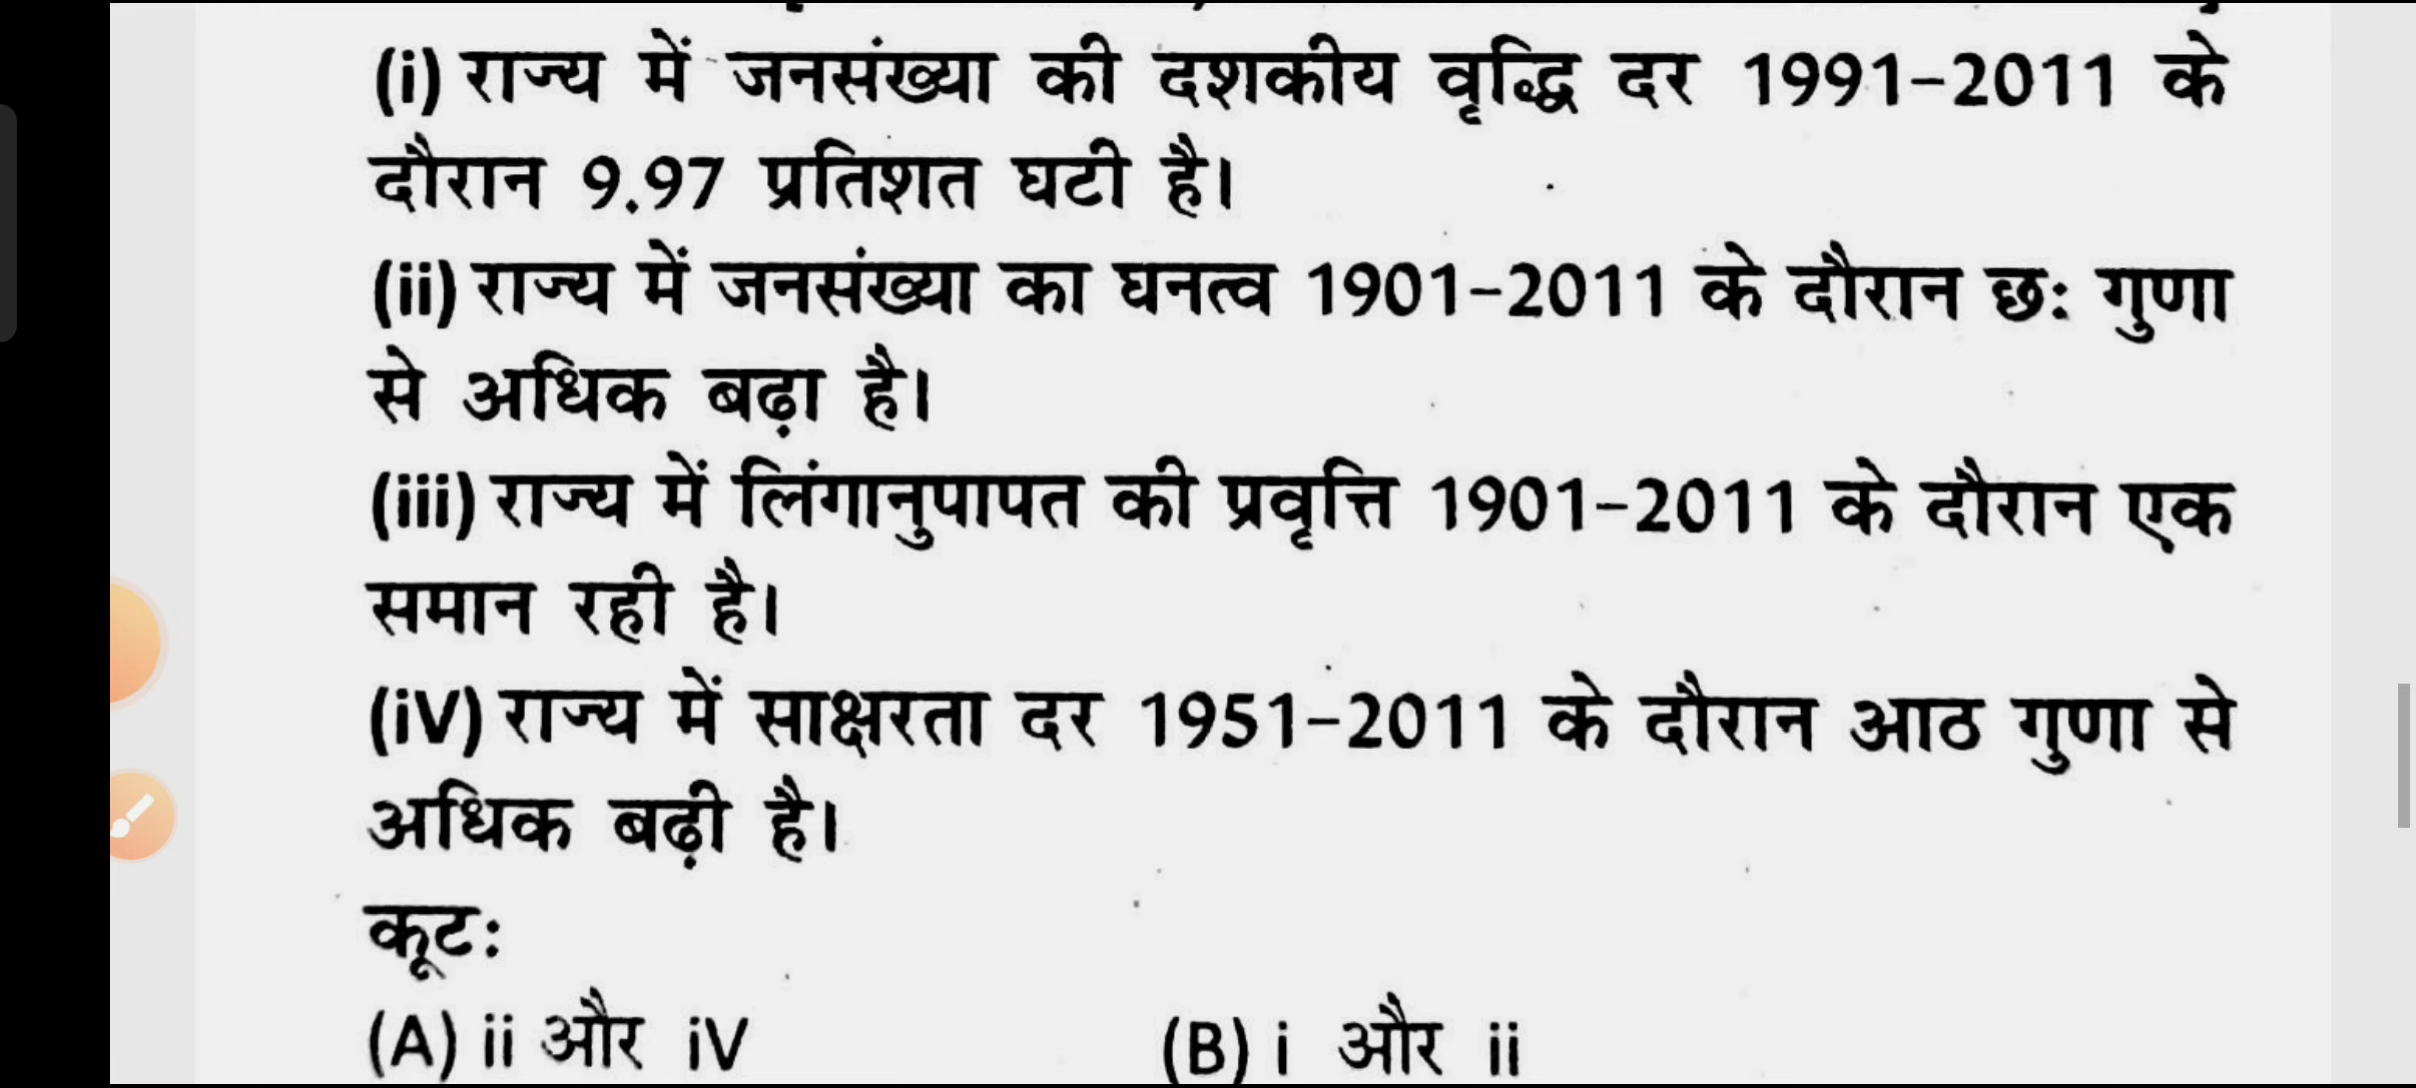 (i) राज्य में जनसंख्या की दशकीय वृद्धि दर 1991-2011 के
दौरान 9.97 प्रतिशत घटी है।
(ii) राज्य में जनसंख्या का घनत्व 1901-2011 के दौरान छः गुणा
से अधिक बढ़ा है।
(iii) राज्य में लिंगानुपापत की प्रवृत्ति 1901-2011 के दौरान एक
समान रही है।
(iV) राज्य में साक्षरता दर 1951-2011 के दौरान आठ गुणा से
अधिक बढ़ी है।
कूटः
(A) ii और iV (B) i और ii